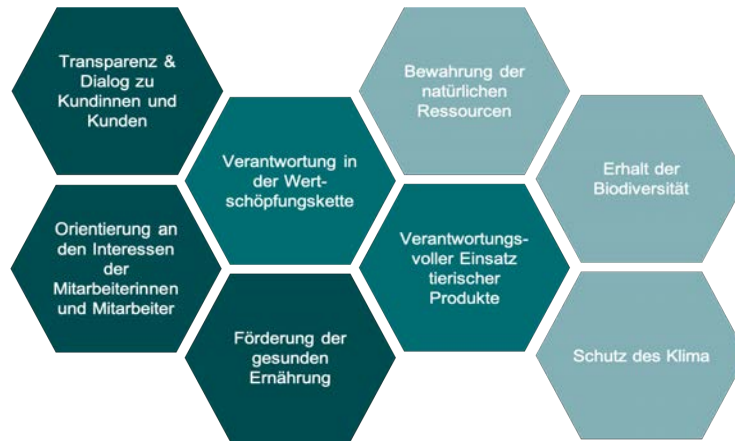 Transparenz &
Dialog zu
Kundinnen und
Kunden
Bewahrung der
natürlichen
Ressourcen
Verantwortung in
der Wert-
schöpfungskette
Erhalt der
Biodiversität
Orientierung an
den Interessen
der
Mitarbeiterinnen
und Mitarbeiter
Verantwortungs-
voller Einsatz
tierischer
Produkte
Förderung der
gesunden
Ernährung
Schutz des Klima